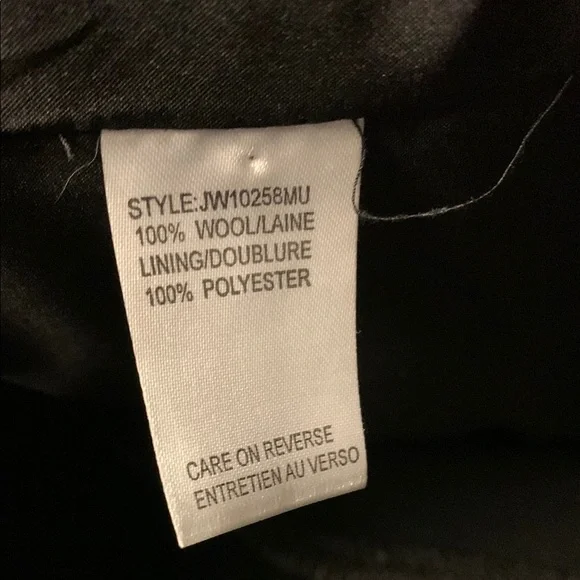 STYLE:JW10258MU
100% WOOL/LAINE
LINING/DOUBLURE
100% POLYESTER
CARE ON REVERSE
ENTRETIEN AU VERSO